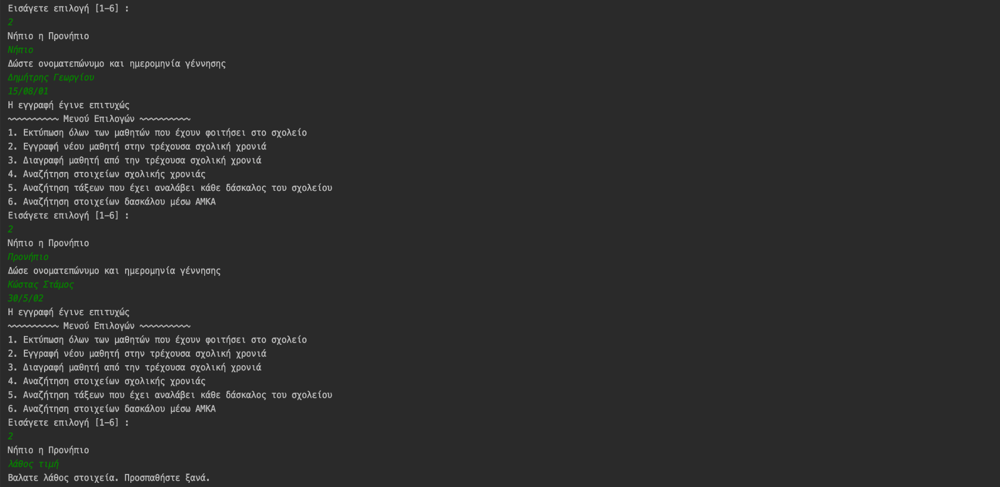 Εισάγετε επιλογή [1-6] :
2
Νήπιο η Προνήπιο
Νήπιο
Δώστε ονοματεπώνυμο και ημερομηνία γέννησης
Δημήτρης Γεωργίου
15/08/01
Η εγγραφή έγινε επιτυχώς
~~~~~~~~~~ Μενού Επιλογών ~~~~~~~~~~
1. Εκτύπωση όλων των μαθητών που έχουν φοιτήσει στο σχολείο
2. Εγγραφή νέου μαθητή στην τρέχουσα σχολική χρονιά
3. Διαγραφή μαθητή από την τρέχουσα σχολική χρονιά
4. Αναζήτηση στοιχείων σχολικής χρονιάς
5. Αναζήτηση τάξεων που έχει αναλάβει κάθε δάσκαλος του σχολείου
6. Αναζήτηση στοιχείων δασκάλου μέσω ΑΜΚΑ
Εισάγετε επιλογή [1-6] :
2
Νήπιο η Προνήπιο
Προνήπιο
Δώσε ονοματεπώνυμο και ημερομηνία γέννησης
Κώστας Στάμος
30/5/02
Η εγγραφή έγινε επιτυχώς
~~~~~~~~~~ Μενού Επιλογών ~~~~~~~~~~
1. Εκτύπωση όλων των μαθητών που έχουν φοιτήσει στο σχολείο
2. Εγγραφή νέου μαθητή στην τρέχουσα σχολική χρονιά
3. Διαγραφή μαθητή από την τρέχουσα σχολική χρονιά
4. Αναζήτηση στοιχείων σχολικής χρονιάς
5. Αναζήτηση τάξεων που έχει αναλάβει κάθε δάσκαλος του σχολείου
6. Αναζήτηση στοιχείων δασκάλου μέσω ΑΜΚΑ
Εισάγετε επιλογή [1-6] :
2
Νήπιο η Προνήπιο
λάθος τιμή
Βαλατε λάθος στοιχεία. Προσπαθήστε ξανά.